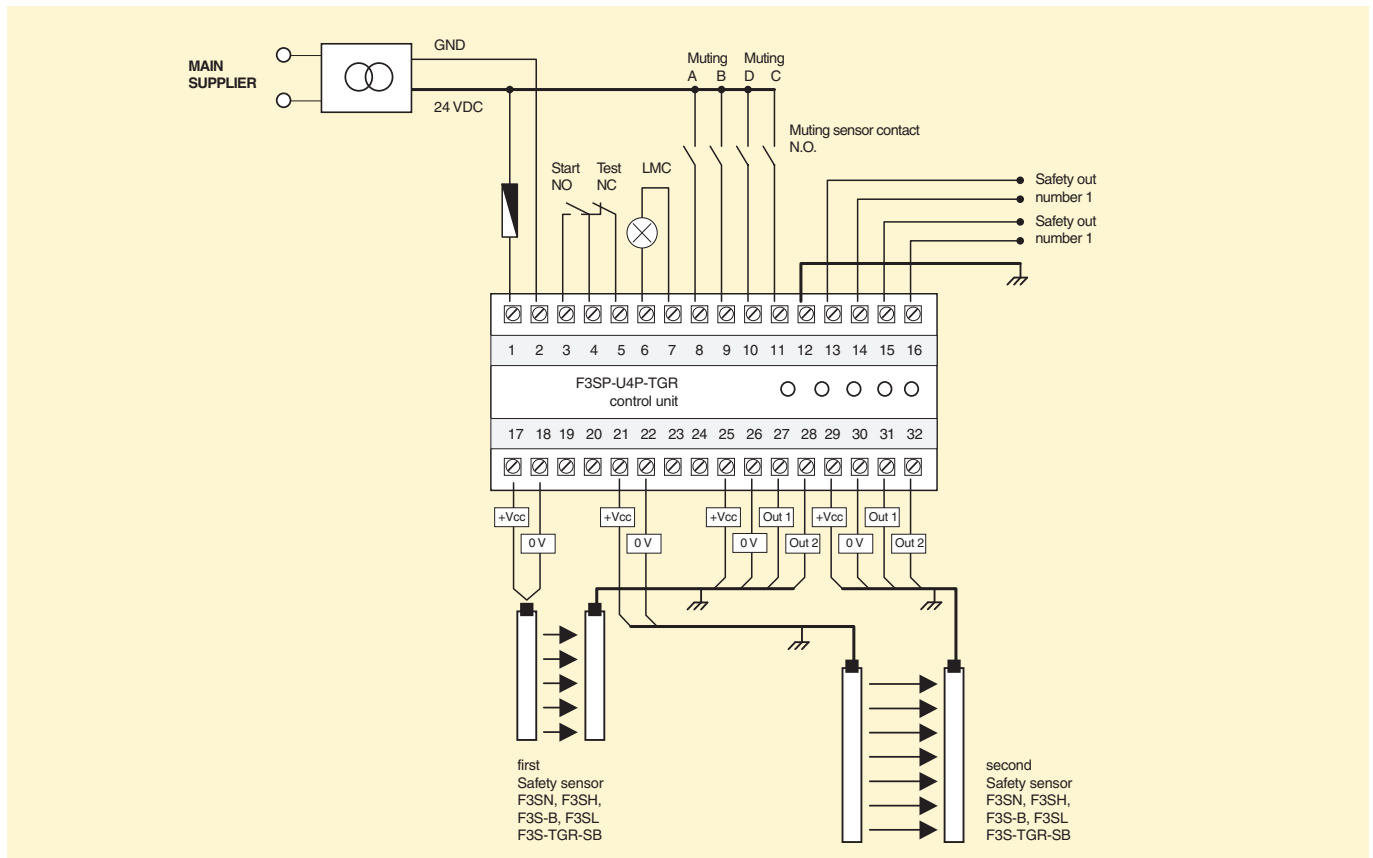 GND
MAIN
SUPPLIER
24 VDC
Muting Muting
A B D C
Muting sensor contact
N.O.
Start Test LMC
NO NC
Safety out
number 1
Safety out
number 1
1 2 3 4 5 6 7 8 9 10 11 12 13 14 15 16
F3SP-U4P-TGR
control unit
17 18 19 20 21 22 23 24 25 26 27 28 29 30 31 32
+Vcc +Vcc +Vcc Out 1 +Vcc Out 1
0 V 0 V 0 V Out 2 0 V Out 2
first
Safety sensor
F3SN, F3SH,
F3S-B, F3SL
F3S-TGR-SB
second
Safety sensor
F3SN, F3SH,
F3S-B, F3SL
F3S-TGR-SB